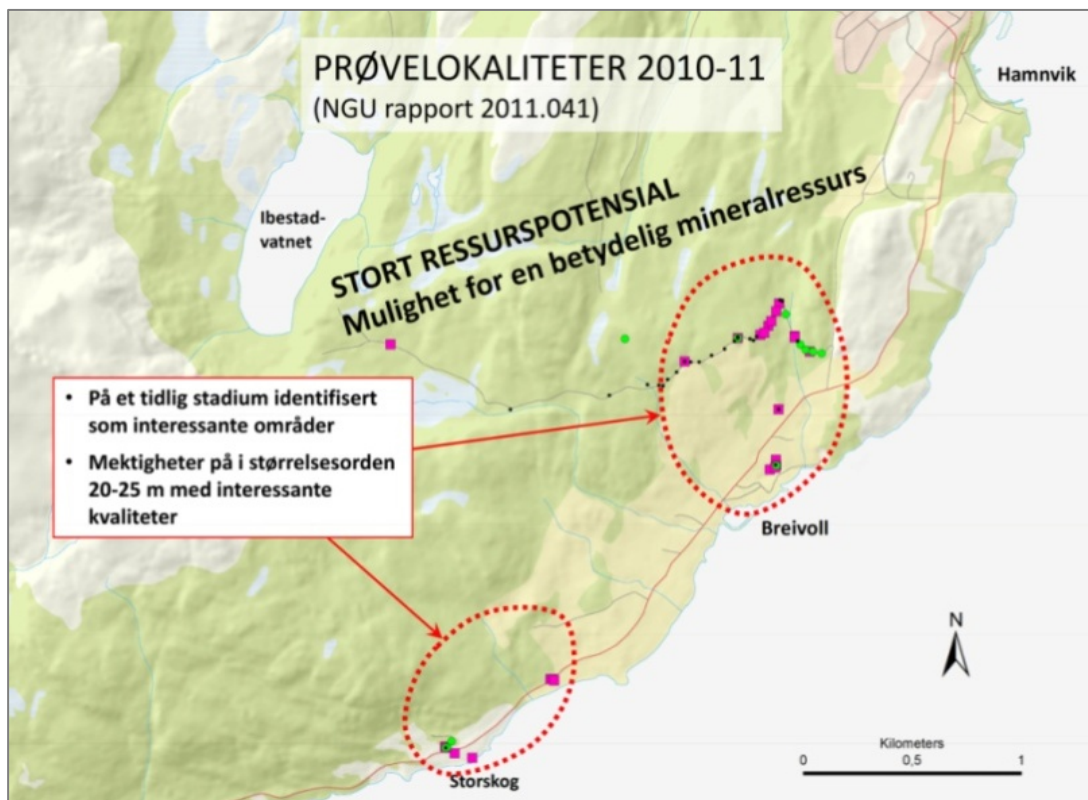 PRØVELOKALITETER 2010-11
(NGU rapport 2011.041)
Hamnvik
Ibestad-
vatnet
STORT RESSURSPOTENSIAL
Mulighet for en betydelig mineralressurs
• På et tidlig stadium identifisert
som interessante områder
• Mektigheter på i størrelsesorden
20-25 m med interessante
kvaliteter
Breivoll
Storskog
N
Kilometers
0 0,5 1